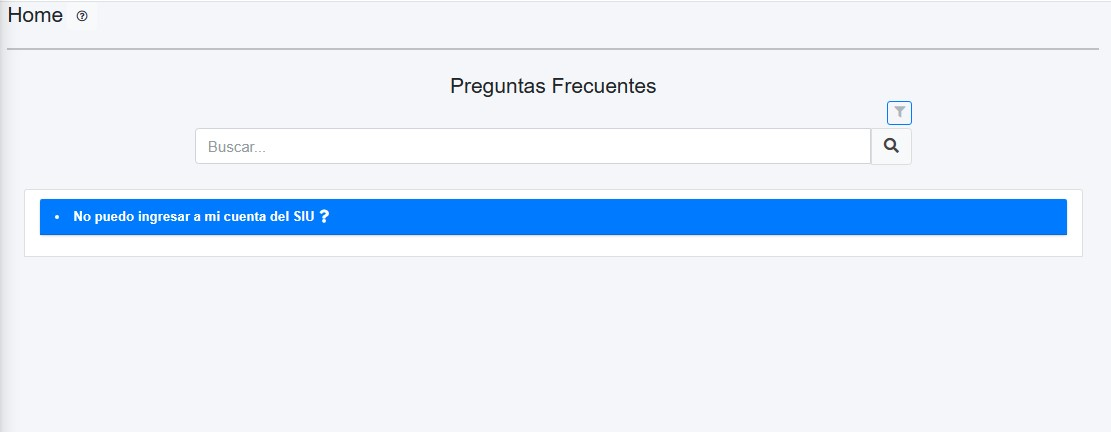 Home
Preguntas Frecuentes
Buscar...
• No puedo ingresar a mi cuenta del SIU ?